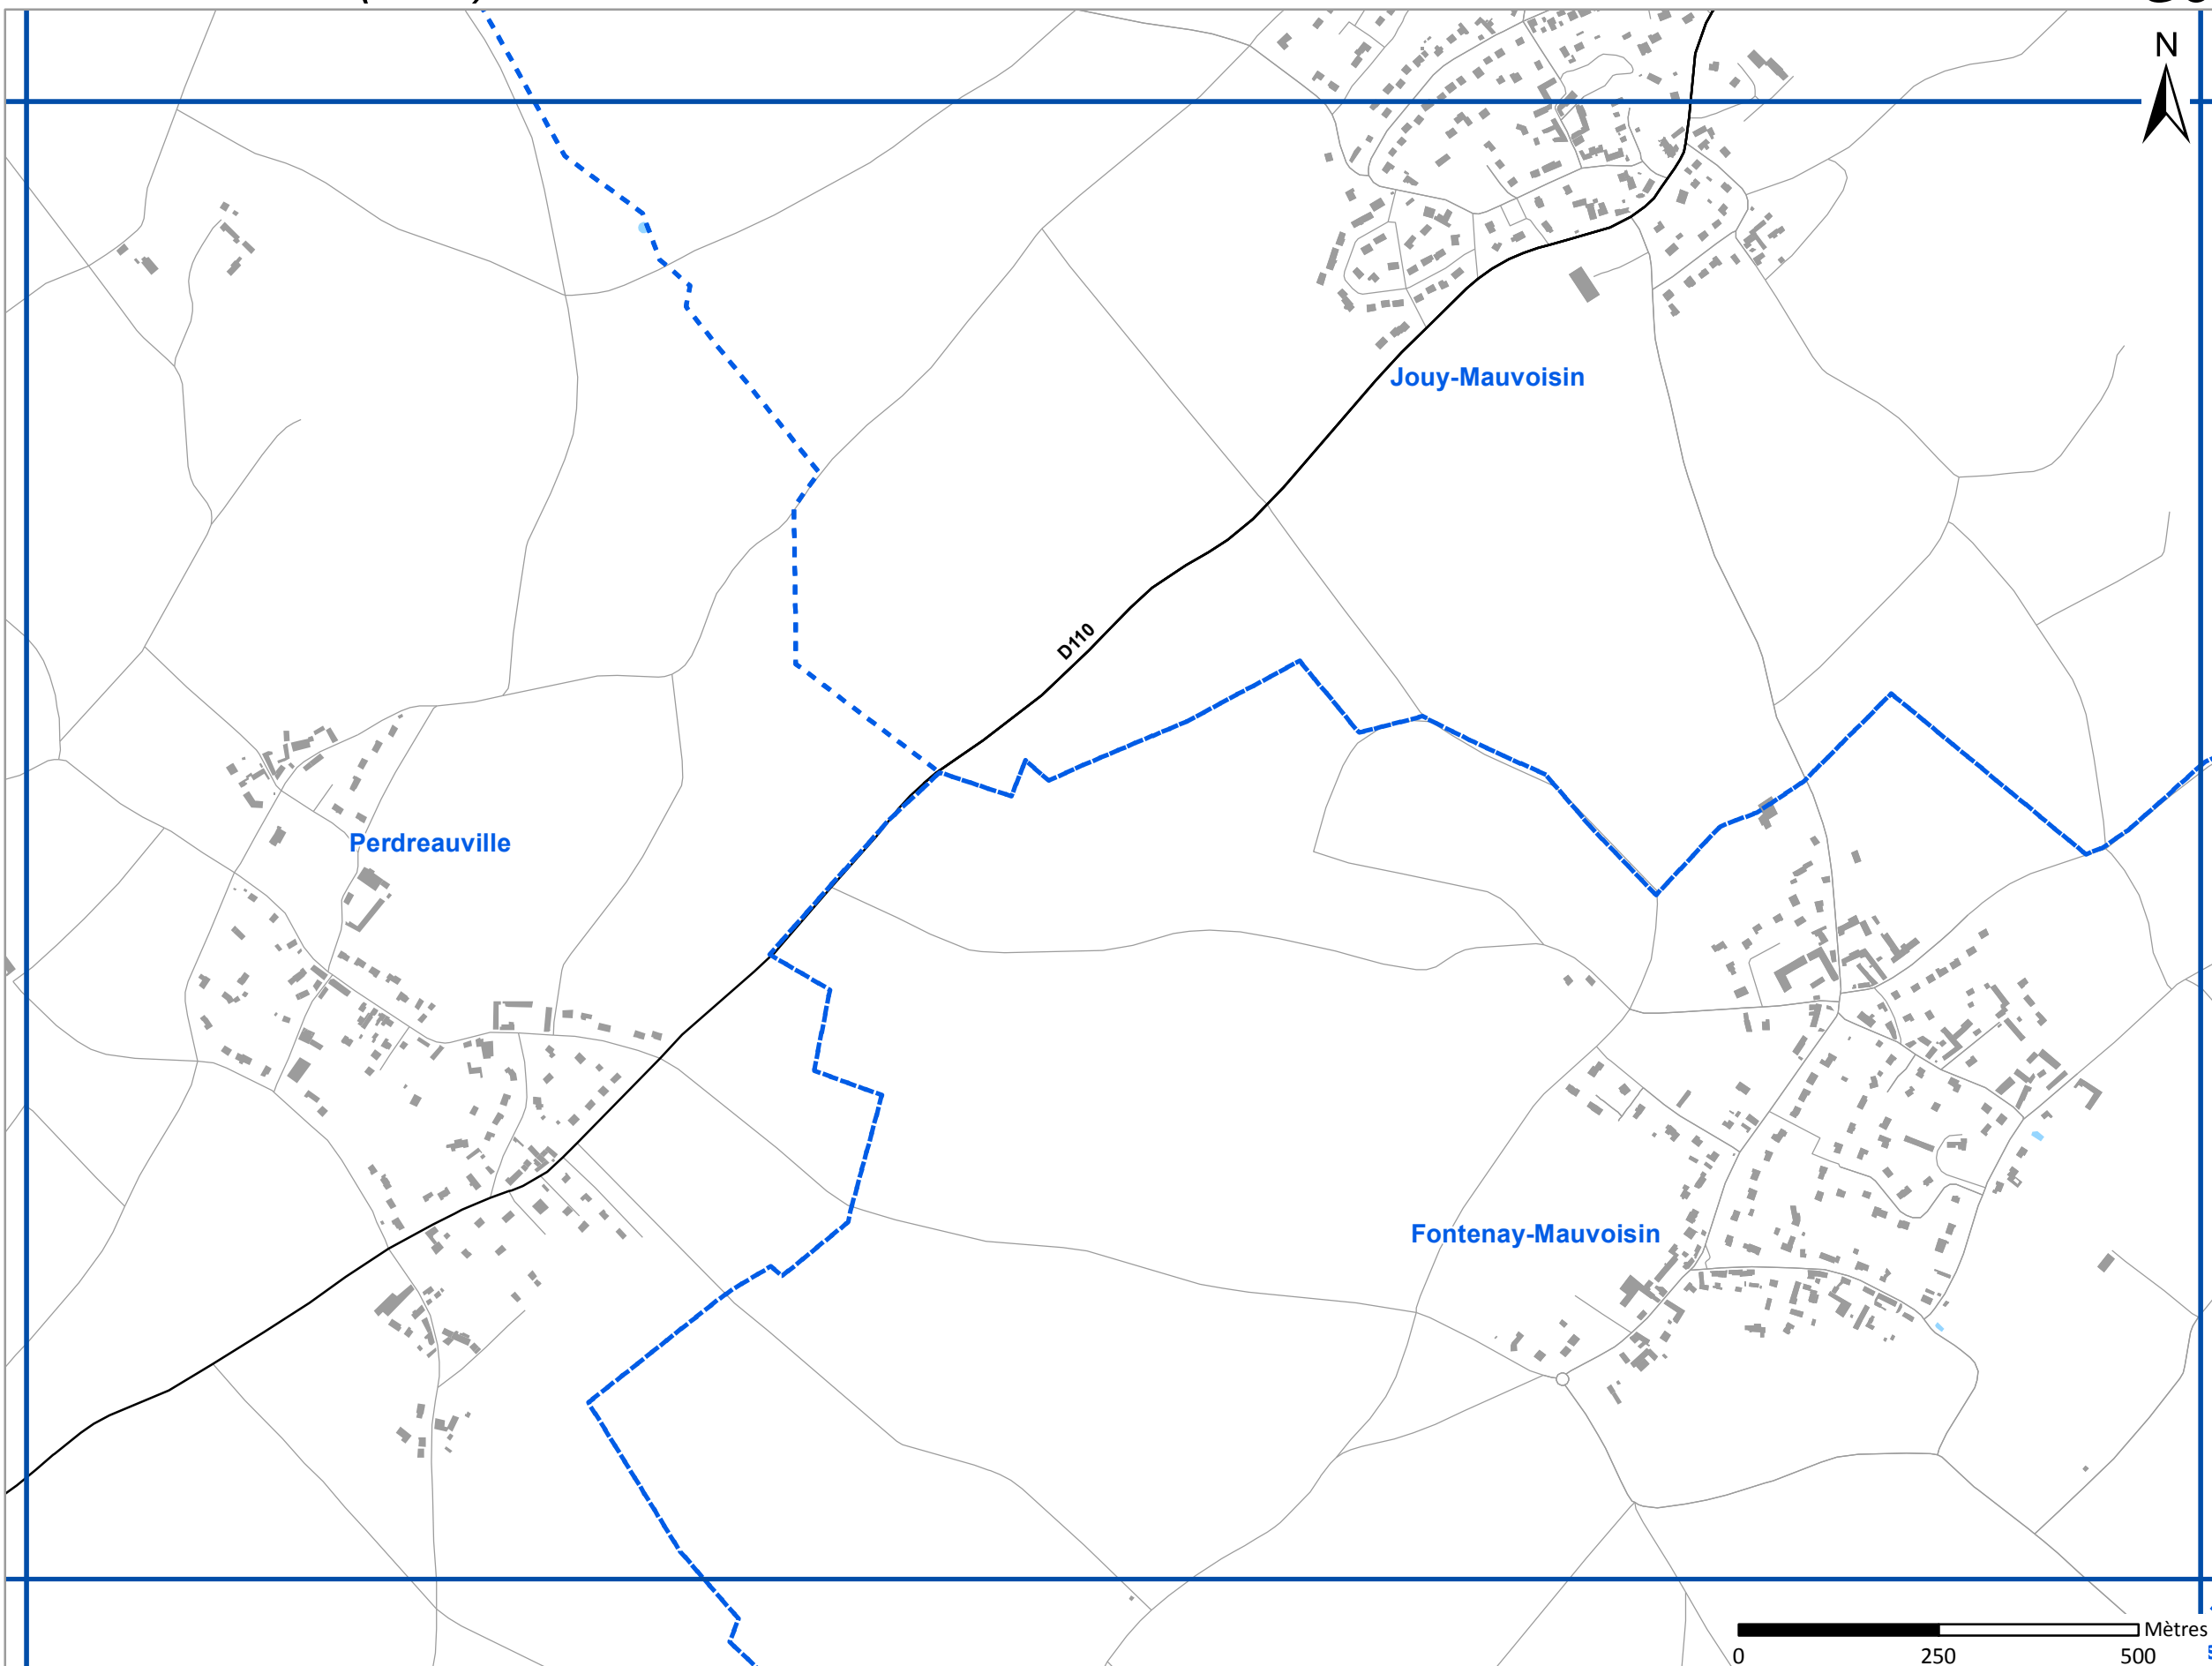 N
Jouy-Mauvoisin
D110
Perdreauville
Fontenay-Mauvoisin
Mètres
0 250 500